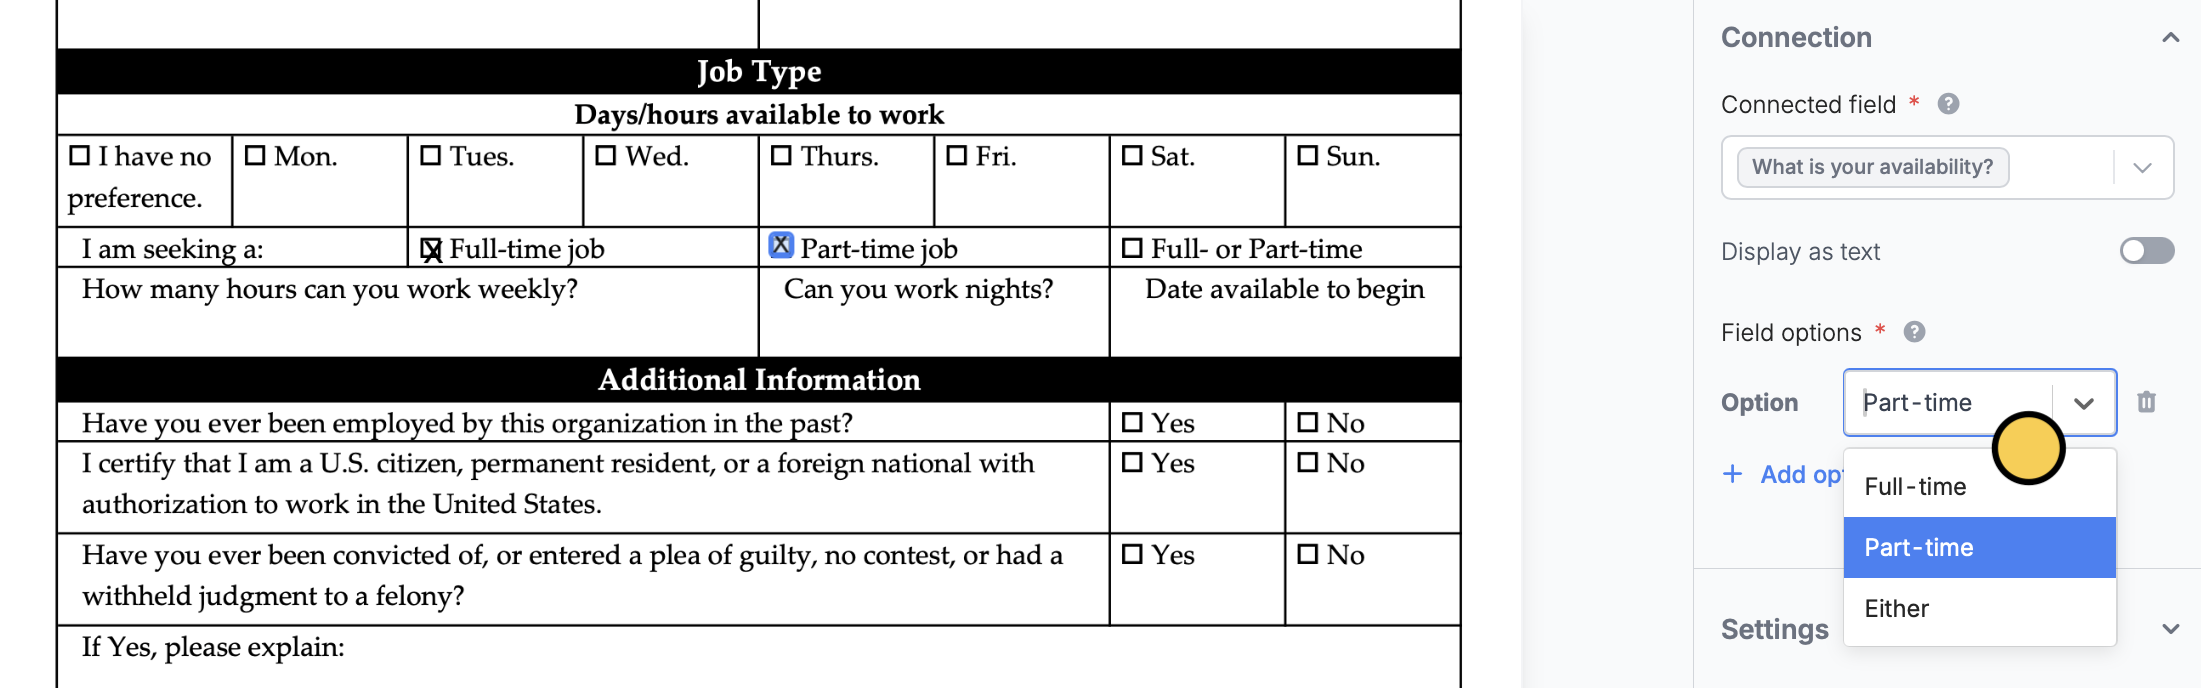 Job Type
Days/hours available to work
☐ I have no preference.
☐ Mon.
☐ Tues.
☐ Wed.
☐ Thurs.
☐ Fri.
☐ Sat.
☐ Sun.
I am seeking a:
☒ Full-time job
☒ Part-time job
☐ Full- or Part-time
How many hours can you work weekly?
Can you work nights?
Date available to begin
Additional Information
Have you ever been employed by this organization in the past?
☐ Yes
☐ No
I certify that I am a U.S. citizen, permanent resident, or a foreign national with
authorization to work in the United States.
☐ Yes
☐ No
Have you ever been convicted of, or entered a plea of guilty, no contest, or had a
withheld judgment to a felony?
☐ Yes
☐ No
If Yes, please explain:
Connection
Connected field *
What is your availability?
Display as text
Field options *
Option
Part-time
+ Add op
Full-time
Part-time
Either
Settings